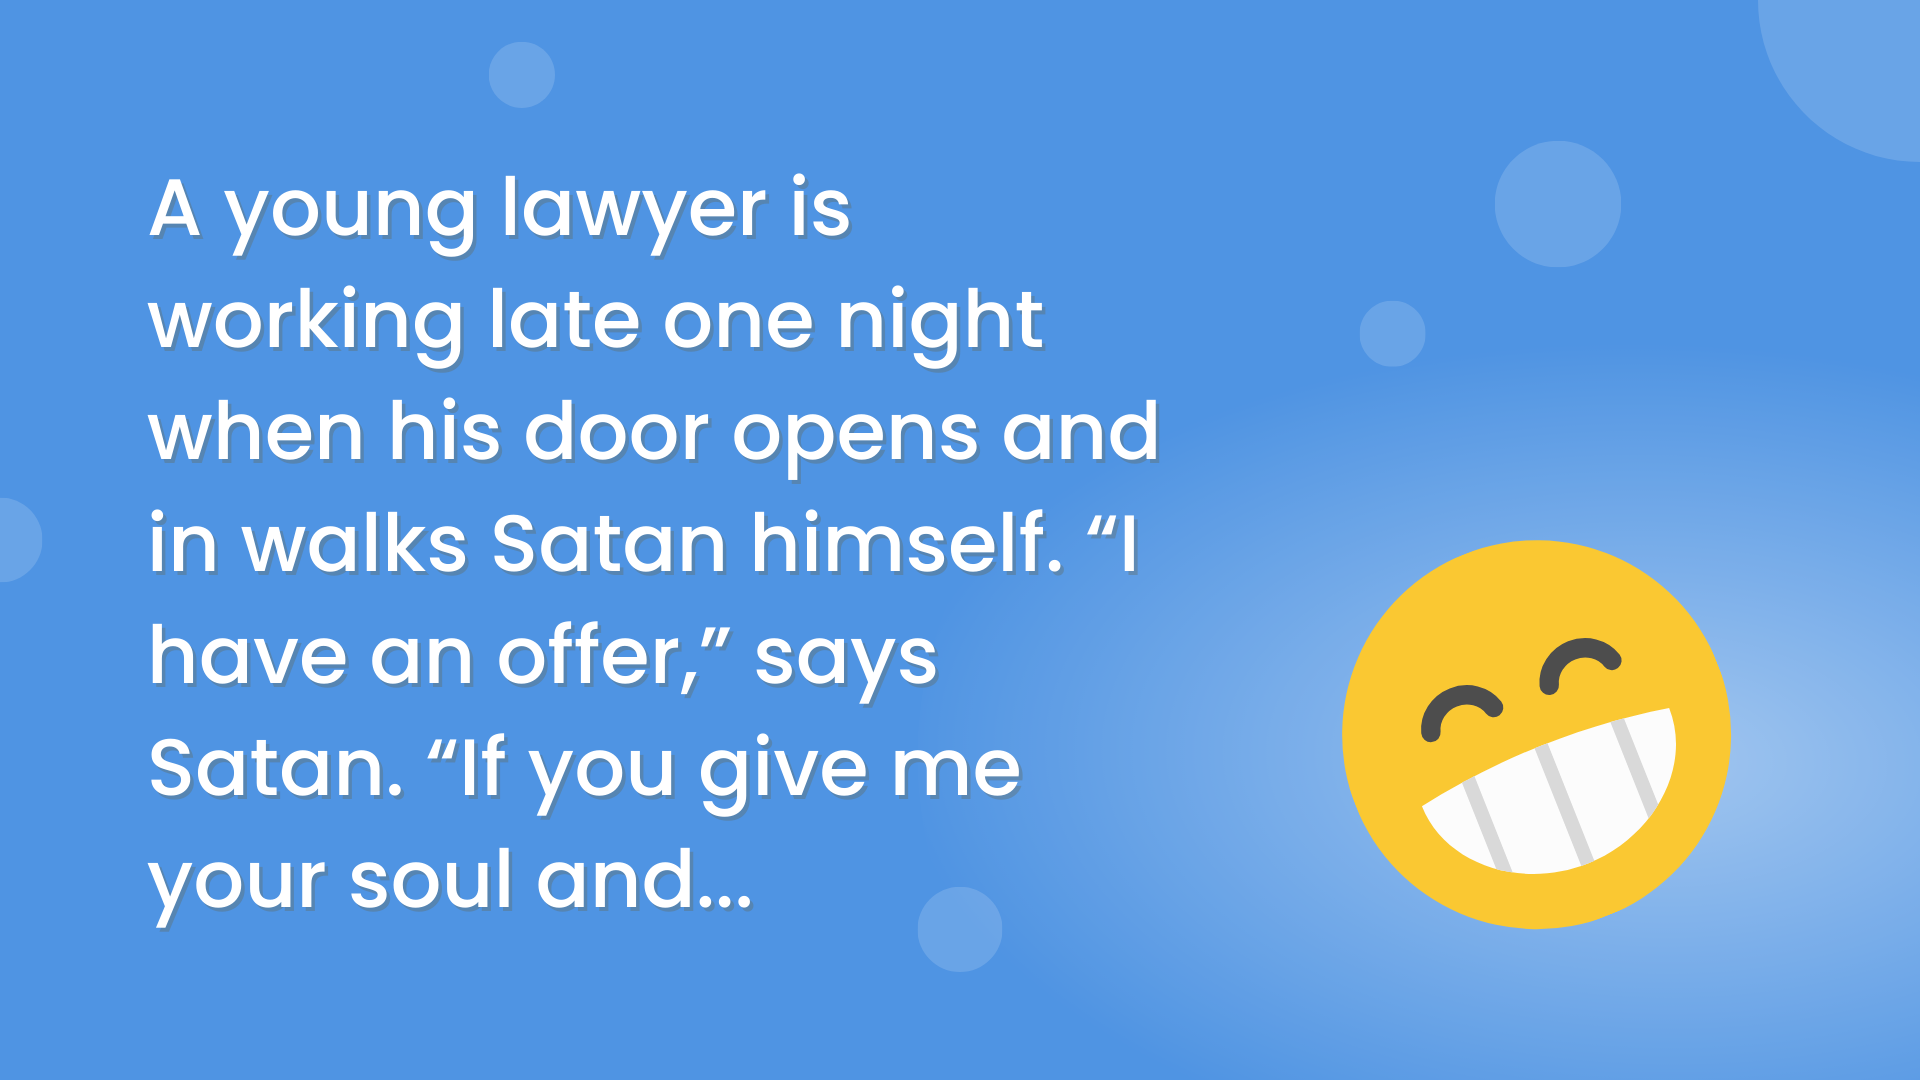 A young lawyer is
working late one night
when his door opens and
in walks Satan himself. “I
have an offer,” says
Satan. “If you give me
your soul and...